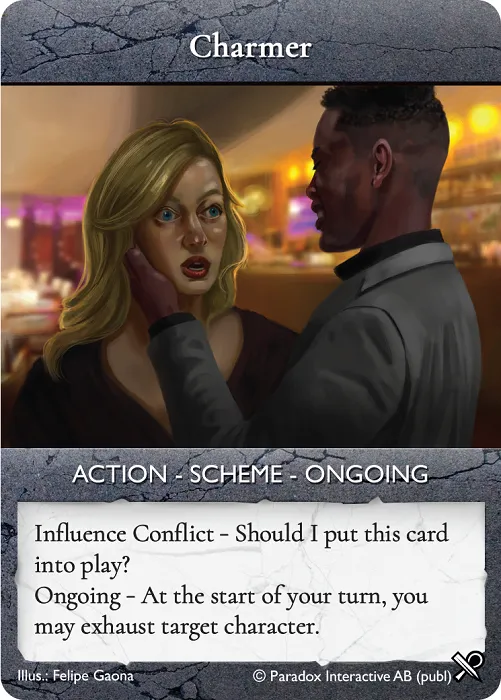 Charmer
ACTION - SCHEME - ONGOING
Influence Conflict – Should I put this card
into play?
Ongoing – At the start of your turn, you
may exhaust target character.
Illus.: Felipe Gaona
© Paradox Interactive AB (publ)